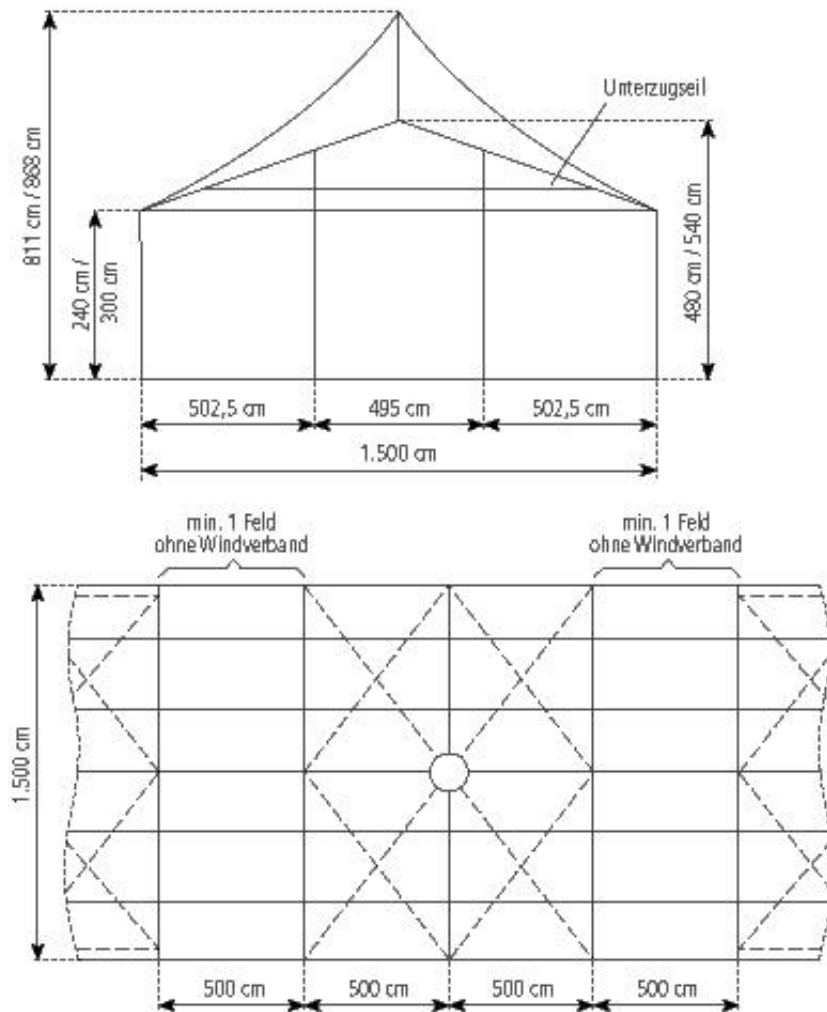 Unterzugseil
811 cm / 868 cm
240 cm /
300 cm
480 cm / 540 cm
502,5 cm
495 cm
502,5 cm
1.500 cm
min. 1 Feld
ohne Windverband
min. 1 Feld
ohne Windverband
1.500 cm
500 cm
500 cm
500 cm
500 cm